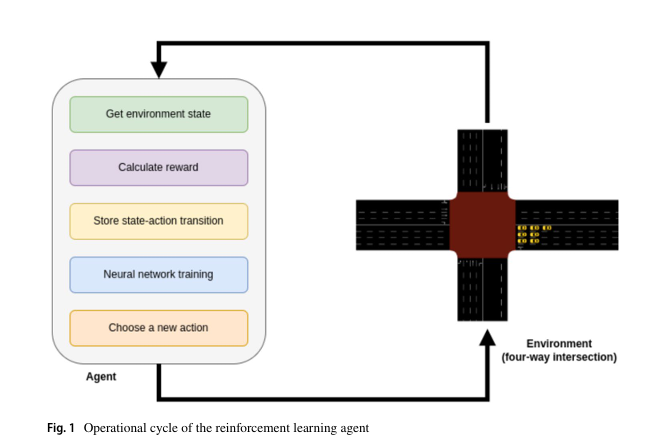 Get environment state
Calculate reward
Store state-action transition
Neural network training
Choose a new action
Agent
Environment
(four-way intersection)
Fig. 1 Operational cycle of the reinforcement learning agent